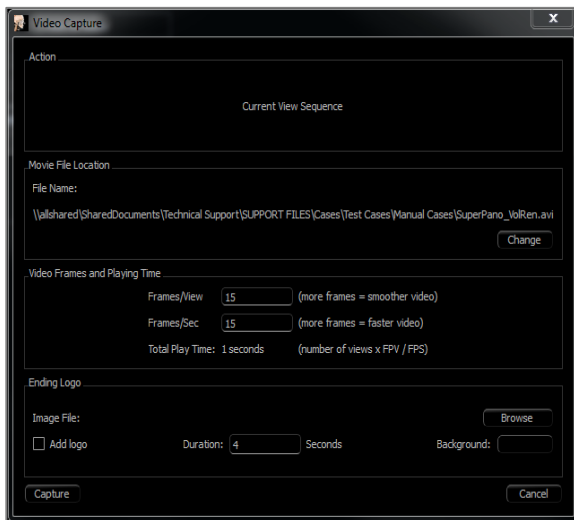 Video Capture
x
Action
Current View Sequence
Movie File Location
File Name:
\\allshared\SharedDocuments\Technical Support\SUPPORT FILES\Cases\Test Cases\Manual Cases\SuperPano_VolRen.avi
Change
Video Frames and Playing Time
Frames/View 15 (more frames = smoother video)
Frames/Sec 15 (more frames = faster video)
Total Play Time: 1 seconds (number of views x FPV / FPS)
Ending Logo
Image File: Browse
Add logo Duration: 4 Seconds Background:
Capture Cancel